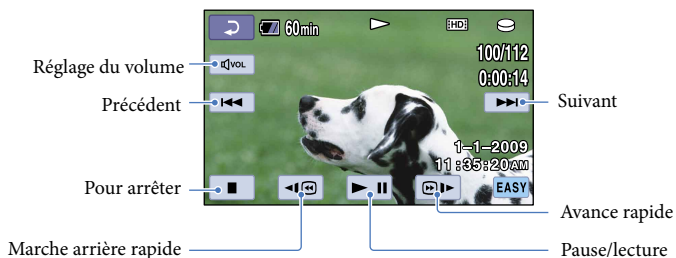 60min
HD
100/112
Réglage du volume
VOL
0:00:14
Précédent
Suivant
1-1-2009
11:35:20AM
Pour arrêter
EASY
Avance rapide
Marche arrière rapide
Pause/lecture